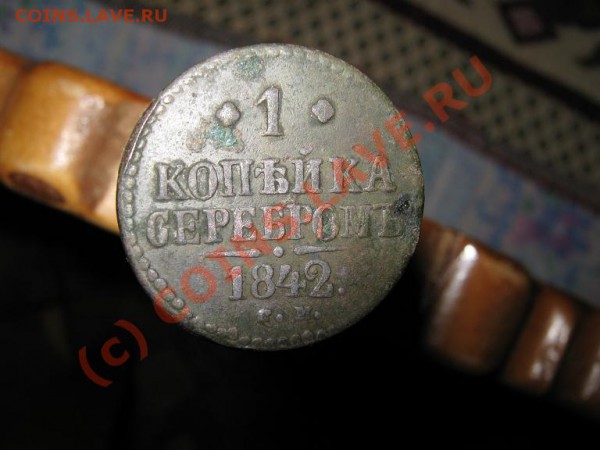 COINS.LAVE.RU
1
КОПѢЙКА
СЕРЕБРОМЪ
1842.
С. М.
(c) COINS.LAVE.RU